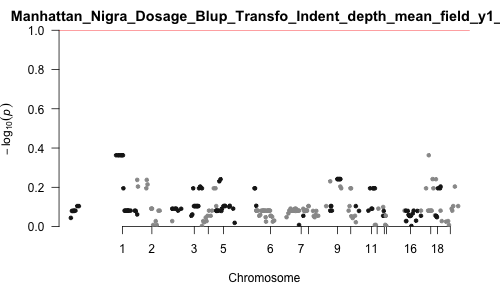 Manhattan_Nigra_Dosage_Blup_Transfo_Indent_depth_mean_field_y1_
1.0
0.8
0.6
0.4
0.2
0.0
− log10(p)
1 2 3 5 6 7 9 11 16 18
Chromosome